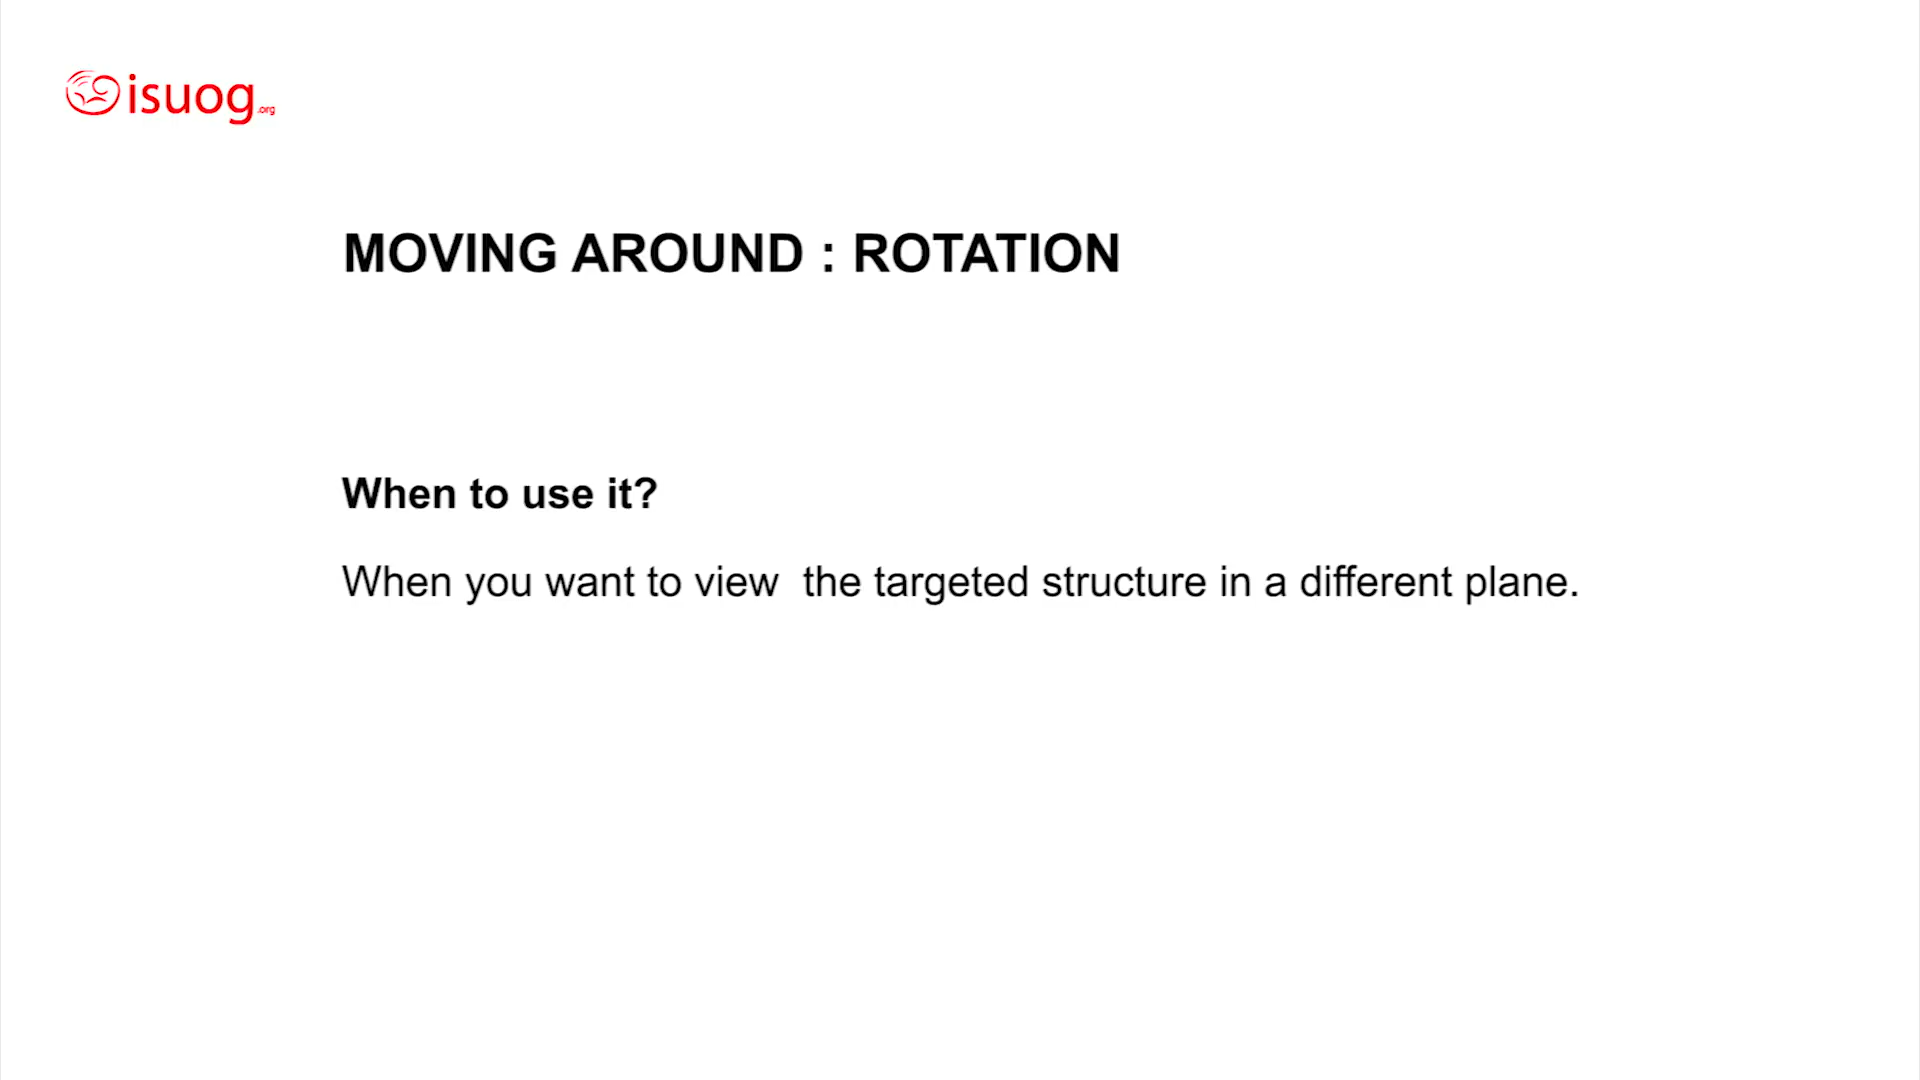 isuog.org
MOVING AROUND : ROTATION
When to use it?
When you want to view  the targeted structure in a different plane.